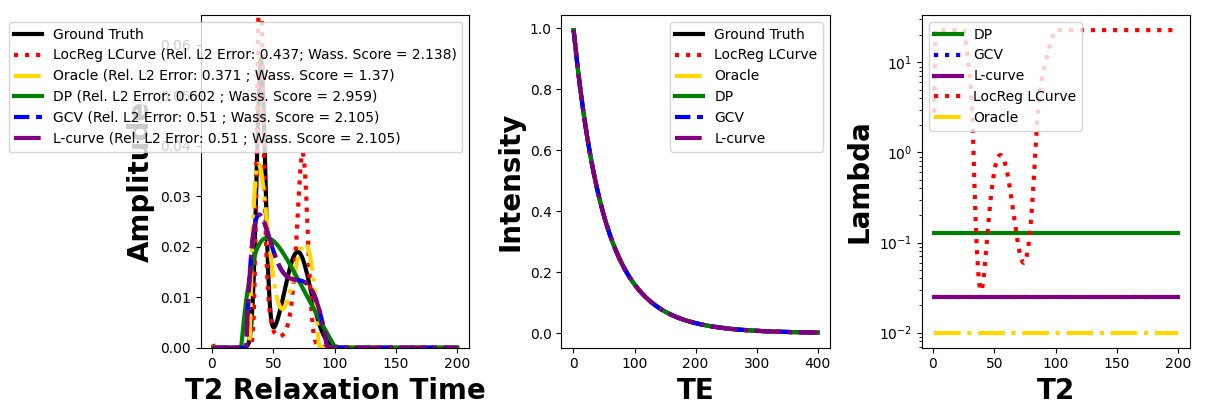 Ground Truth
LocReg LCurve (Rel. L2 Error: 0.437; Wass. Score = 2.138)
Oracle (Rel. L2 Error: 0.371 ; Wass. Score = 1.37)
DP (Rel. L2 Error: 0.602 ; Wass. Score = 2.959)
GCV (Rel. L2 Error: 0.51 ; Wass. Score = 2.105)
L-curve (Rel. L2 Error: 0.51 ; Wass. Score = 2.105)
Amplitude
0.06
0.04
0.03
0.02
0.01
0.00
0
50
100
150
200
T2 Relaxation Time
Ground Truth
LocReg LCurve
Oracle
DP
GCV
L-curve
Intensity
1.0
0.8
0.6
0.4
0.2
0.0
0
100
200
300
400
TE
DP
GCV
L-curve
LocReg LCurve
Oracle
Lambda
10¹
10⁰
10⁻¹
10⁻²
0
50
100
150
200
T2